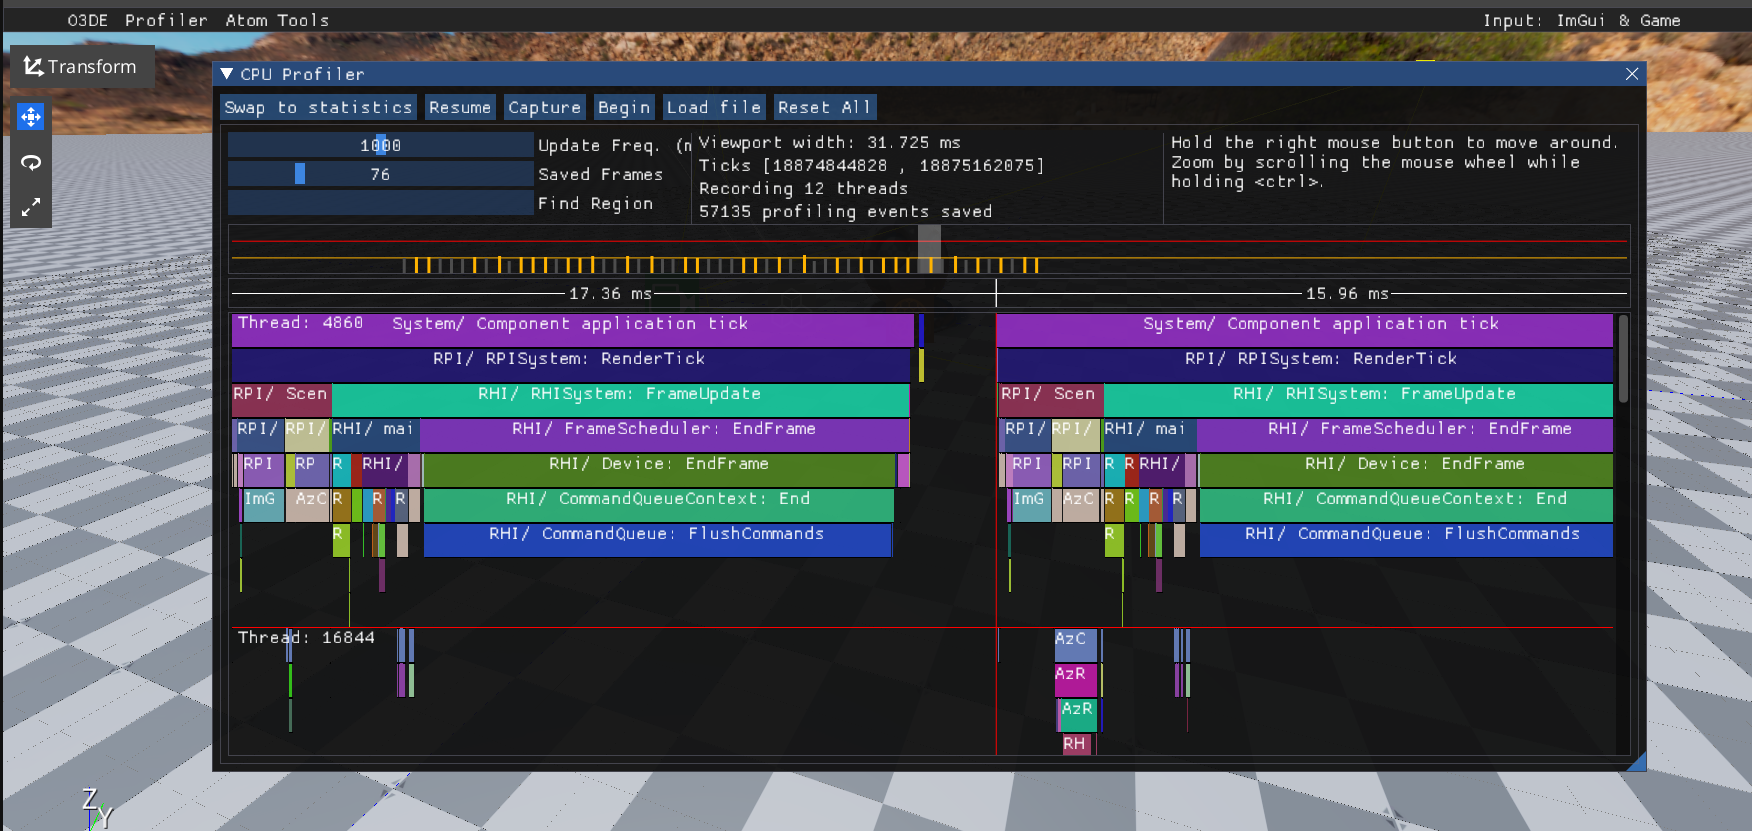 O3DE Profiler Atom Tools Input: ImGui & Game
Transform
CPU Profiler
Swap to statistics Resume Capture Begin Load file Reset All
1000 Update Freq. (m
76 Saved Frames
Find Region
Viewport width: 31.725 ms
Ticks [18874844828 , 18875162075]
Recording 12 threads
57135 profiling events saved
Hold the right mouse button to move around.
Zoom by scrolling the mouse wheel while
holding <ctrl>.
17.36 ms 15.96 ms
Thread: 4860 System/ Component application tick System/ Component application tick
RPI/ RPISystem: RenderTick RPI/ RPISystem: RenderTick
RPI/ Scen RHI/ RHISystem: FrameUpdate RPI/ Scen RHI/ RHISystem: FrameUpdate
RPI/ RPI/ RHI/ mai RHI/ FrameScheduler: EndFrame RPI/ RPI/ RHI/ mai RHI/ FrameScheduler: EndFrame
RPI RP R RHI/ RHI/ Device: EndFrame RPI RPI R R RHI/ RHI/ Device: EndFrame
ImG AzC R R R RHI/ CommandQueueContext: End ImG AzC R R R R RHI/ CommandQueueContext: End
R RHI/ CommandQueue: FlushCommands R RHI/ CommandQueue: FlushCommands
Thread: 16844 AzC
AzR
AzR
RH
Z
Y